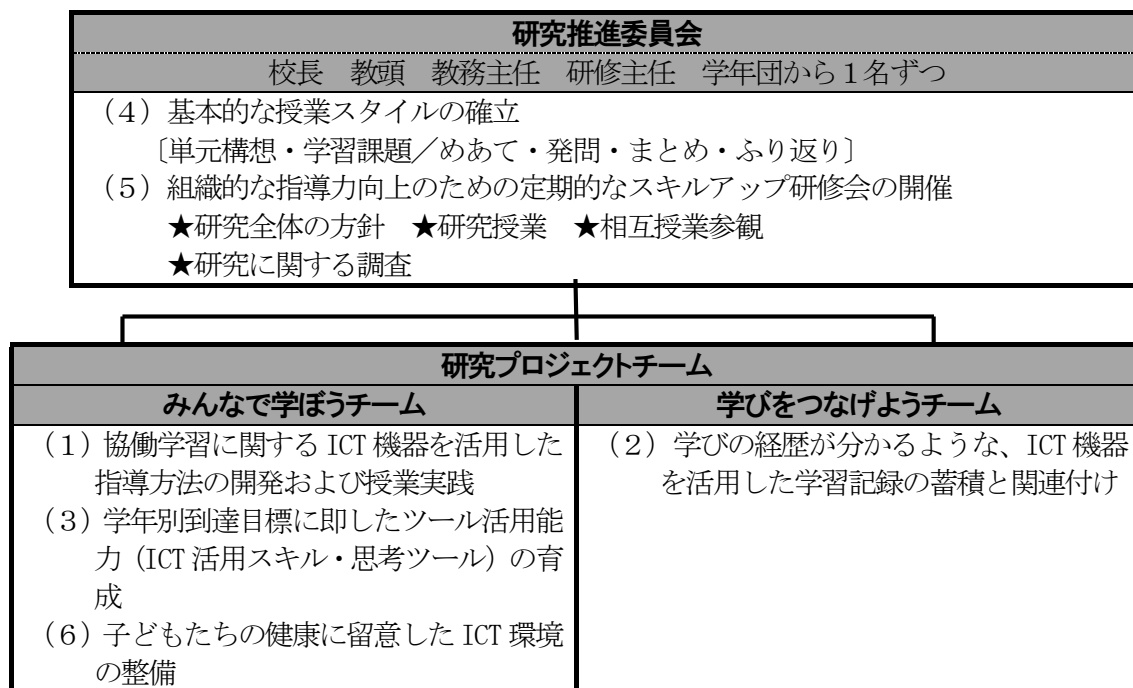 研究推進委員会
校長　教頭　教務主任　研修主任　学年団から１名ずつ
（４）基本的な授業スタイルの確立
〔単元構想・学習課題／めあて・発問・まとめ・ふり返り〕
（５）組織的な指導力向上のための定期的なスキルアップ研修会の開催
★研究全体の方針　★研究授業　★相互授業参観
★研究に関する調査
研究プロジェクトチーム
みんなで学ぼうチーム
（１）協働学習に関する ICT 機器を活用した
指導方法の開発および授業実践
（３）学年別到達目標に即したツール活用能
力（ICT 活用スキル・思考ツール）の育
成
（６）子どもたちの健康に留意した ICT 環境
の整備
学びをつなげようチーム
（２）学びの経歴が分かるような、ICT 機器
を活用した学習記録の蓄積と関連付け